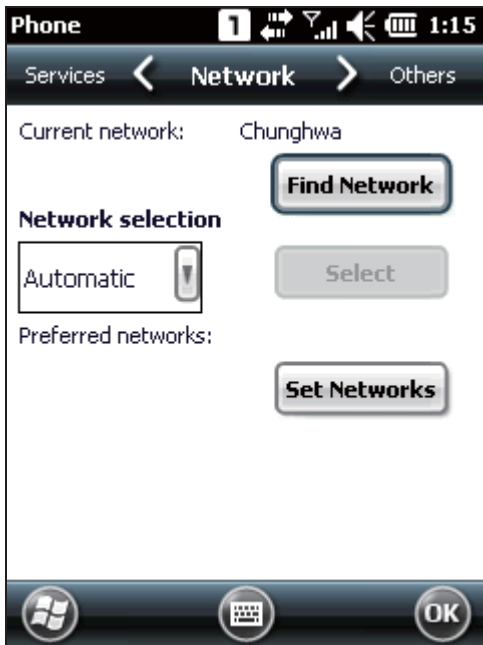 Phone 1 1:15
Services Network Others
Current network: Chunghwa
Find Network
Network selection
Automatic Select
Preferred networks:
Set Networks
OK